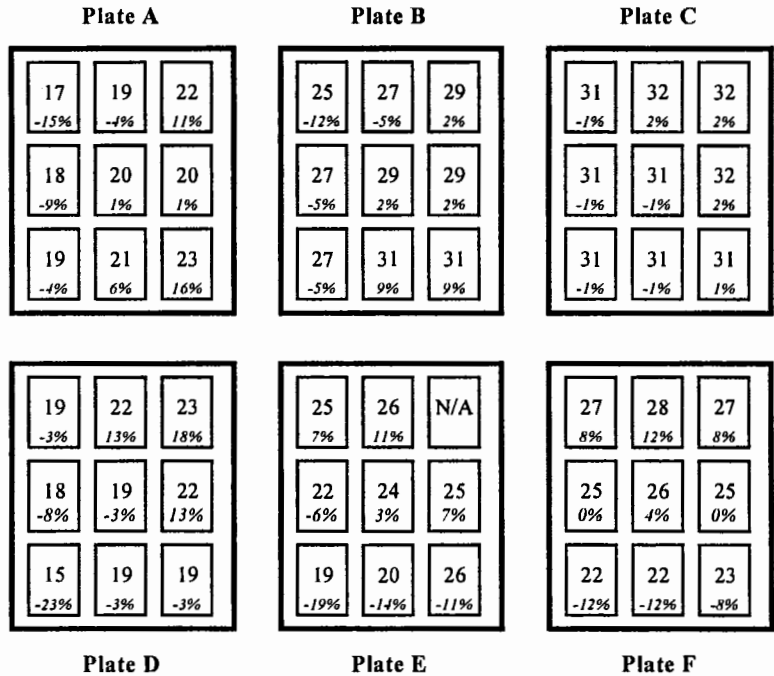 Plate A Plate B Plate C
17 19 22 25 27 29 31 32 32
-15% -4% 11% -12% -5% 2% -1% 2% 2%
18 20 20 27 29 29 31 31 32
-9% 1% 1% -5% 2% 2% -1% -1% 2%
19 21 23 27 31 31 31 31 31
-4% 6% 16% -5% 9% 9% -1% -1% 1%
19 22 23 25 26 N/A 27 28 27
-3% 13% 18% 7% 11% 8% 12% 8%
18 19 22 22 24 25 25 26 25
-8% -3% 13% -6% 3% 7% 0% 4% 0%
15 19 19 19 20 26 22 22 23
-23% -3% -3% -19% -14% -11% -12% -12% -8%
Plate D Plate E Plate F